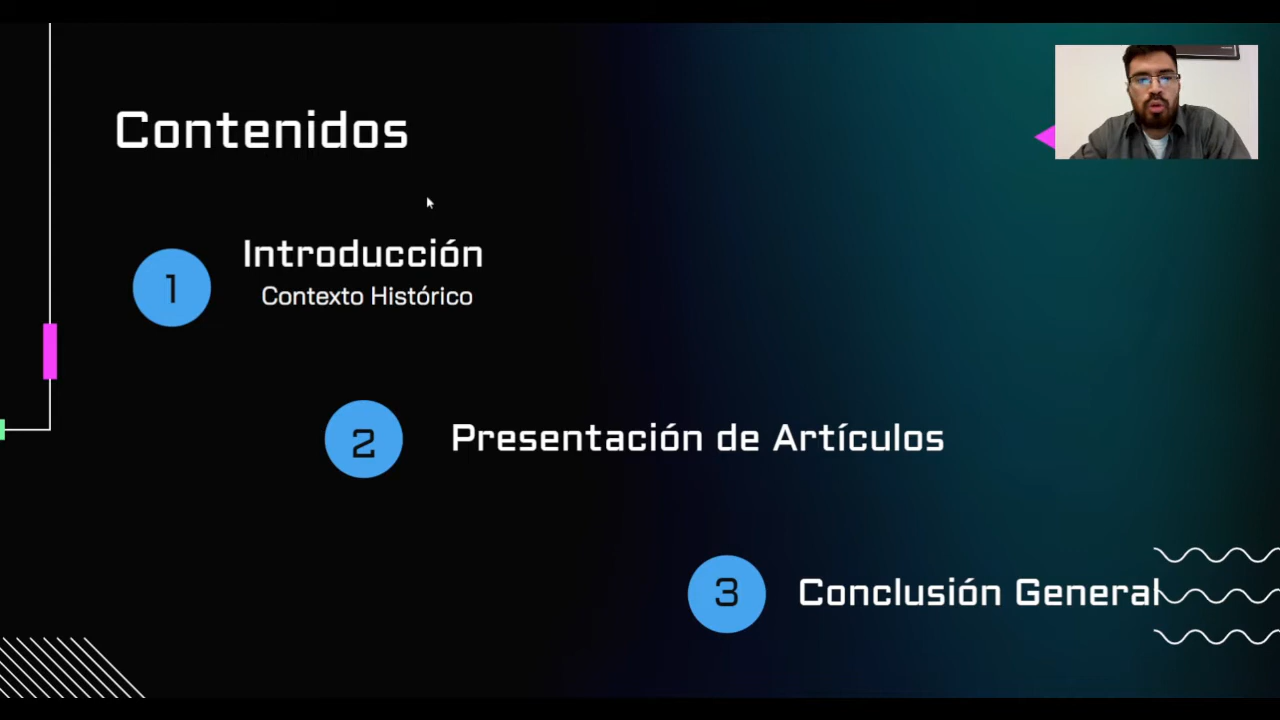 Contenidos
1
Introducción
Contexto Histórico
2
Presentación de Artículos
3
Conclusión General